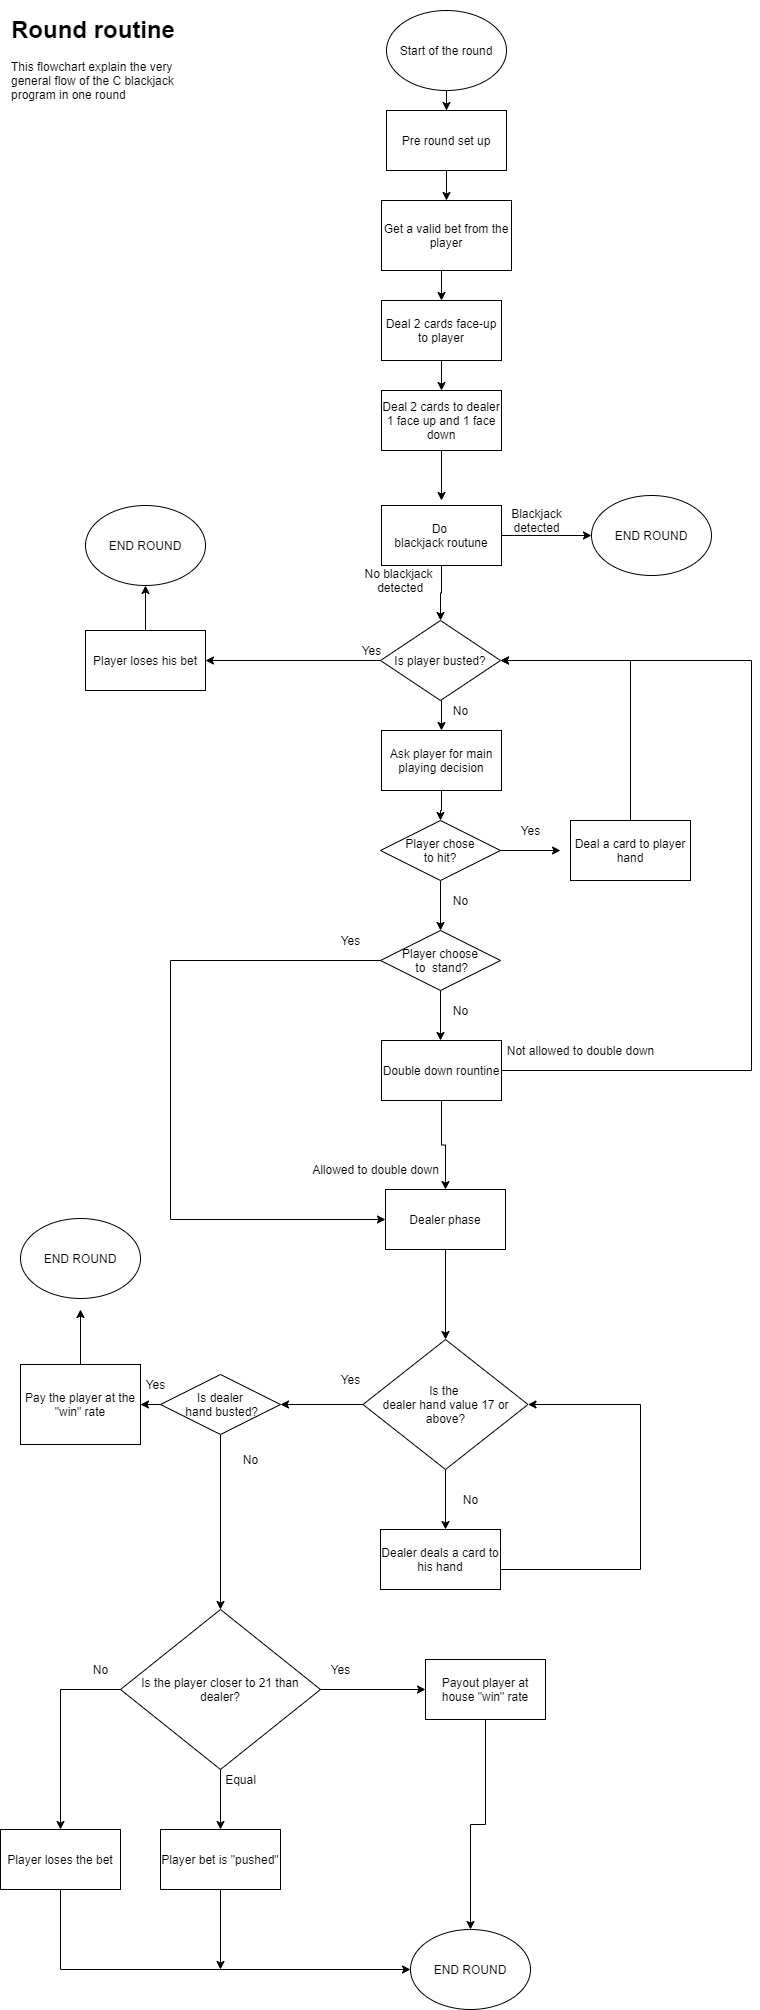 Round routine
This flowchart explain the very
general flow of the C blackjack
program in one round
Start of the round
Pre round set up
Get a valid bet from the
player
Deal 2 cards face-up
to player
Deal 2 cards to dealer
1 face up and 1 face
down
Do
blackjack routune
Blackjack
detected
END ROUND
END ROUND
No blackjack
detected
Player loses his bet
Yes
Is player busted?
No
Ask player for main
playing decision
Player chose
to hit?
Yes
Deal a card to player
hand
No
Yes
Player choose
to  stand?
No
Double down rountine
Not allowed to double down
Allowed to double down
Dealer phase
END ROUND
Pay the player at the
"win" rate
Yes
Is dealer
hand busted?
Yes
Is the
dealer hand value 17 or
above?
No
No
Dealer deals a card to
his hand
No
Is the player closer to 21 than
dealer?
Yes
Payout player at
house "win" rate
Equal
Player loses the bet
Player bet is "pushed"
END ROUND